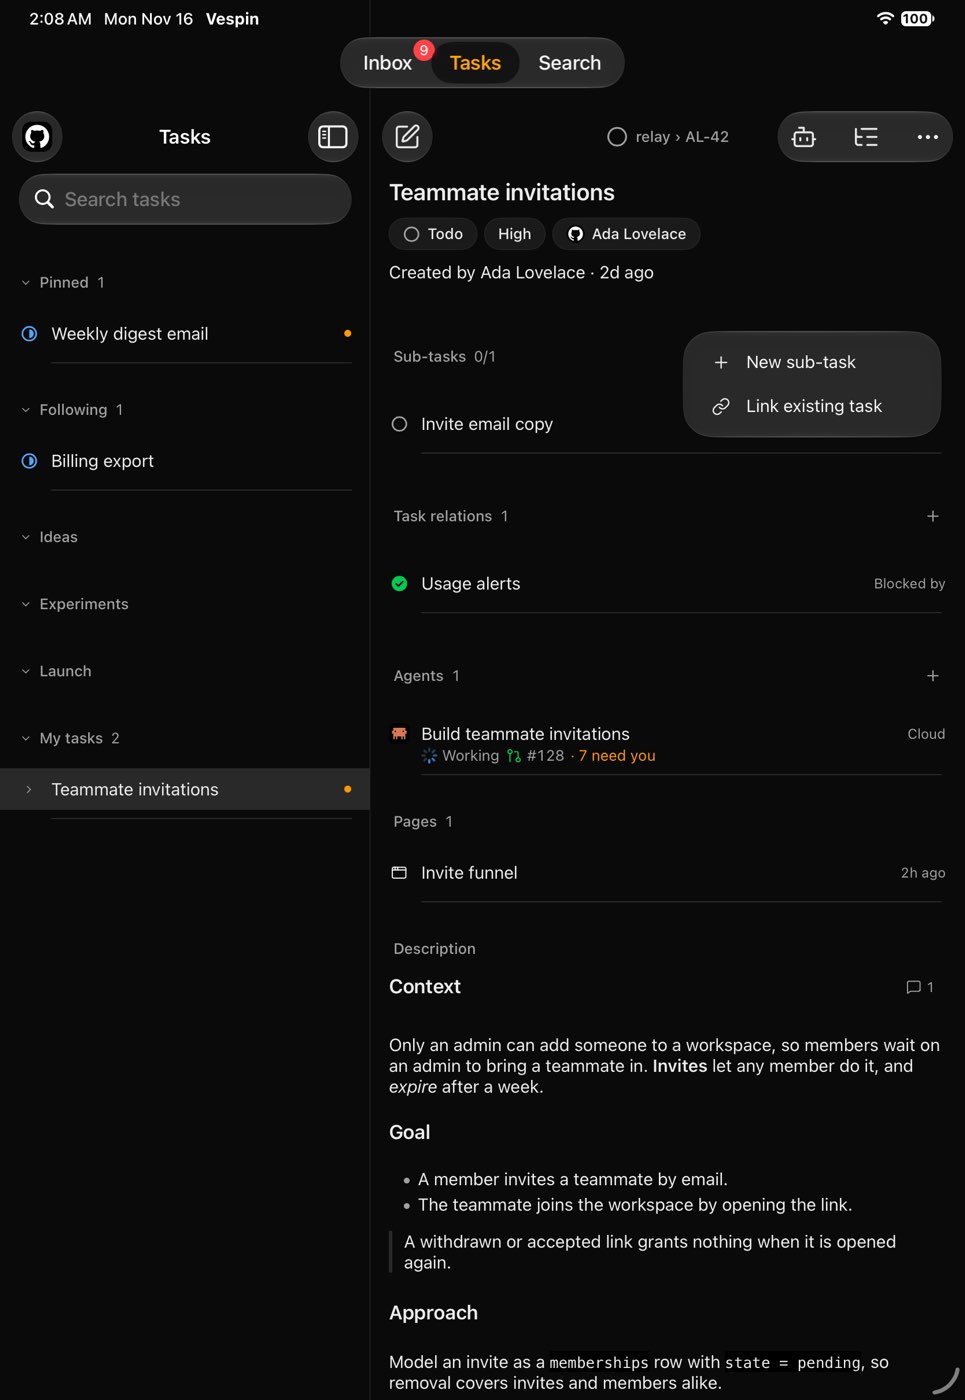 2:08 AM Mon Nov 16 Vespin
100
Inbox 9
Tasks
Search
Tasks
Search tasks
Pinned 1
Weekly digest email
Following 1
Billing export
Ideas
Experiments
Launch
My tasks 2
Teammate invitations
relay › AL-42
Teammate invitations
Todo
High
Ada Lovelace
Created by Ada Lovelace · 2d ago
Sub-tasks 0/1
New sub-task
Link existing task
Invite email copy
Task relations 1
Usage alerts
Blocked by
Agents 1
Build teammate invitations
Cloud
Working #128 · 7 need you
Pages 1
Invite funnel
2h ago
Description
Context
1
Only an admin can add someone to a workspace, so members wait on
an admin to bring a teammate in. Invites let any member do it, and
expire after a week.
Goal
• A member invites a teammate by email.
• The teammate joins the workspace by opening the link.
A withdrawn or accepted link grants nothing when it is opened
again.
Approach
Model an invite as a memberships row with state = pending, so
removal covers invites and members alike.